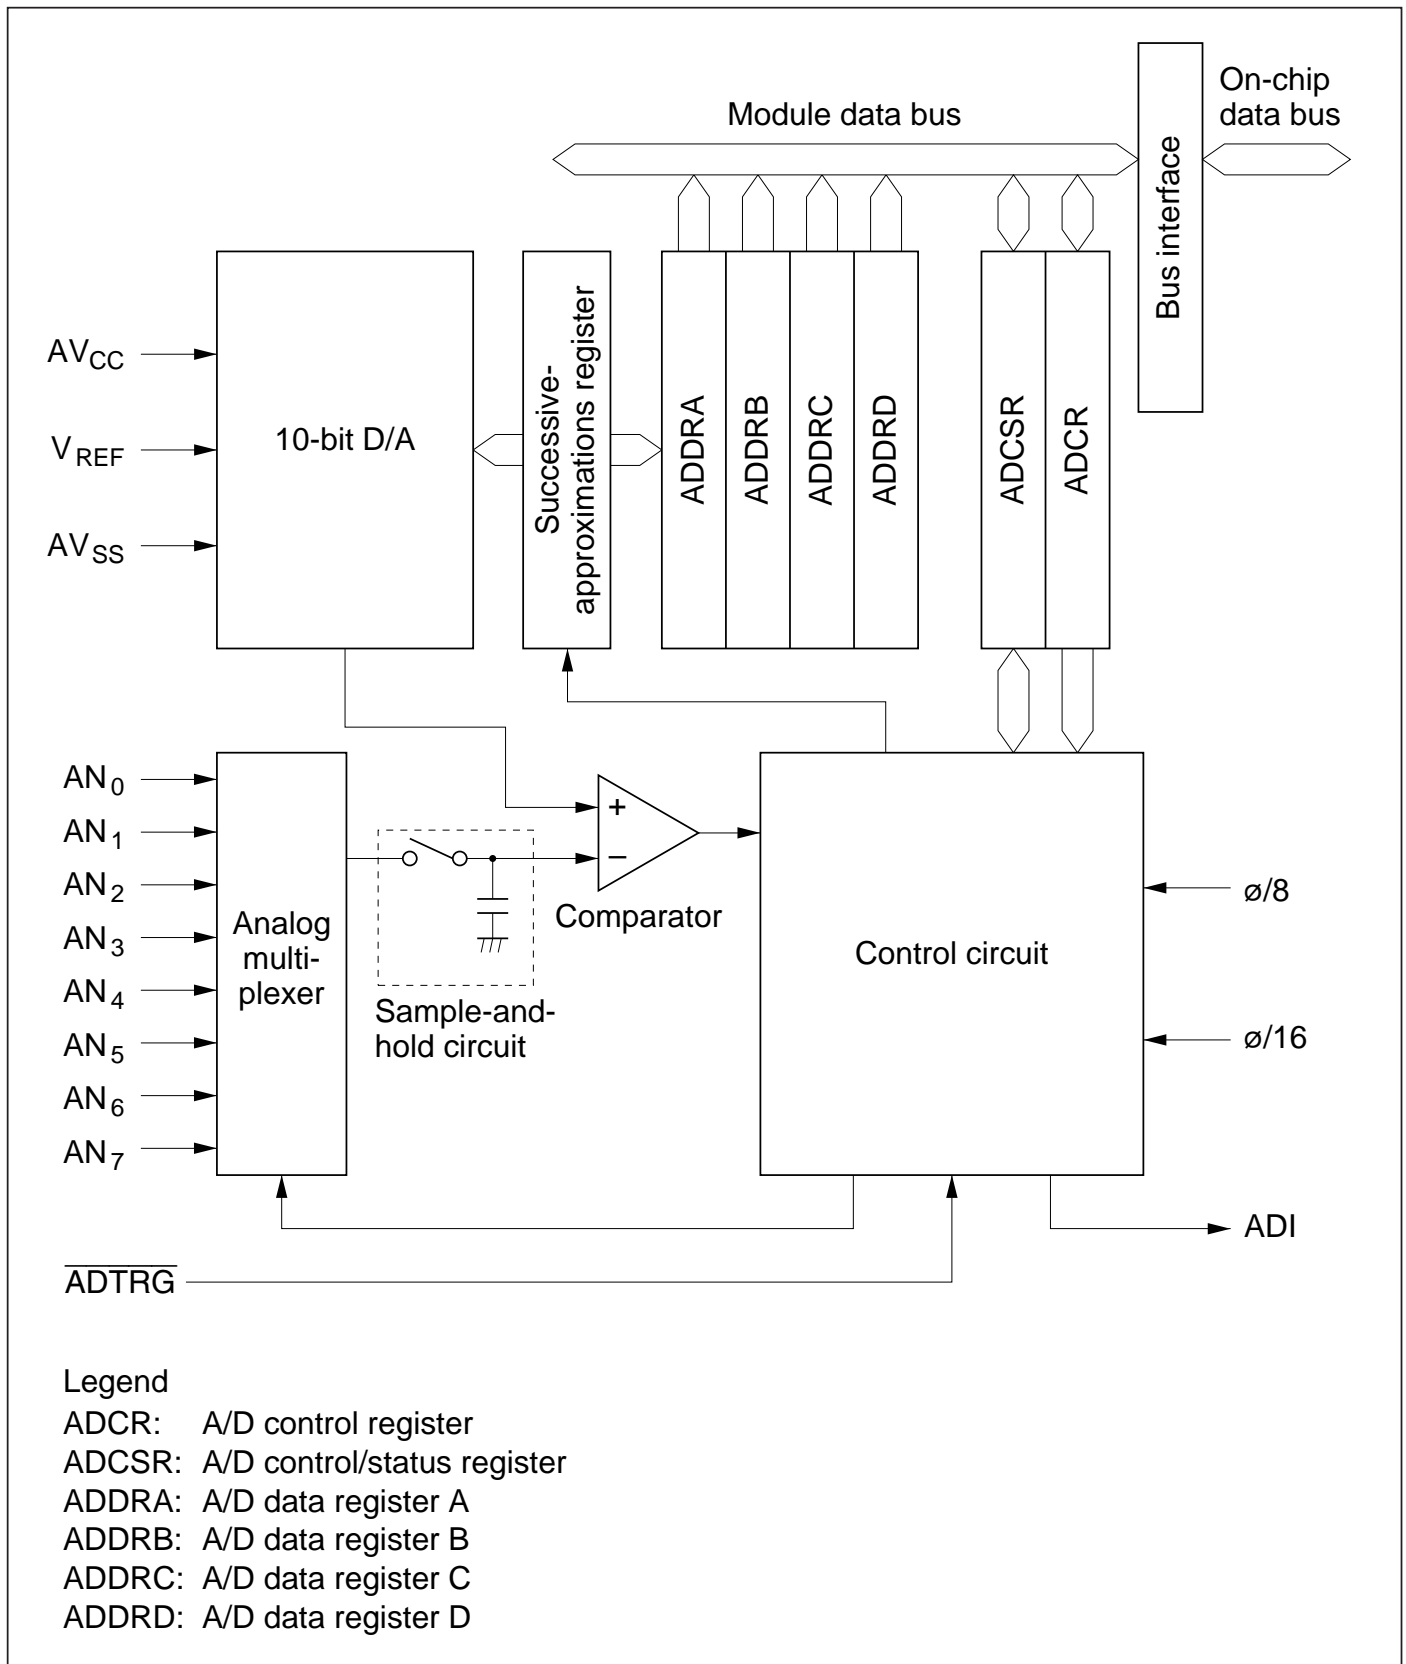 On-chip
data bus
Module data bus
Bus interface
AVCC
VREF
AVSS
10-bit D/A
Successive-
approximations register
ADDRA
ADDRB
ADDRC
ADDRD
ADCSR
ADCR
AN0
AN1
AN2
AN3
AN4
AN5
AN6
AN7
Analog
multi-
plexer
+
−
Comparator
Sample-and-
hold circuit
Control circuit
ø/8
ø/16
ADI
ADTRG
Legend
ADCR: A/D control register
ADCSR: A/D control/status register
ADDRA: A/D data register A
ADDRB: A/D data register B
ADDRC: A/D data register C
ADDRD: A/D data register D